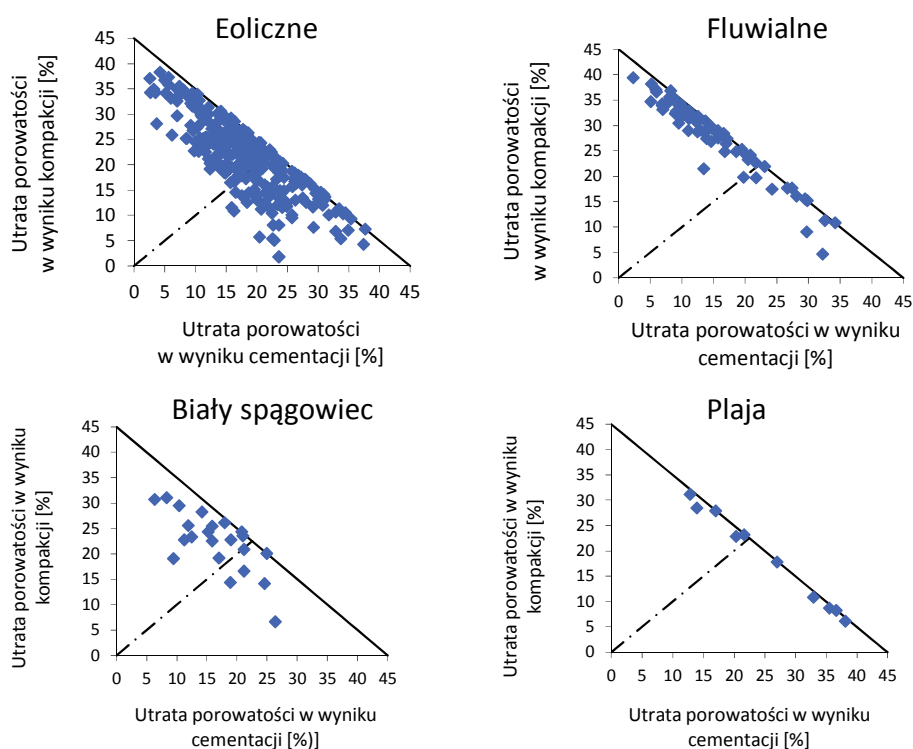 Eoliczne
Utrata porowatości
w wyniku kompakcji [%]
45
40
35
30
25
20
15
10
5
0
0 5 10 15 20 25 30 35 40 45
Utrata porowatości
w wyniku cementacji [%]
Fluwialne
Utrata porowatości
w wyniku kompakcji [%]
45
40
35
30
25
20
15
10
5
0
0 5 10 15 20 25 30 35 40 45
Utrata porowatości w wyniku
cementacji [%]
Biały spągowiec
Utrata porowatości w wyniku
kompakcji [%]
45
40
35
30
25
20
15
10
5
0
0 5 10 15 20 25 30 35 40 45
Utrata porowatości w wyniku
cementacji [%)]
Plaja
Utrata porowatości w wyniku
kompakcji [%]
45
40
35
30
25
20
15
10
5
0
0 5 10 15 20 25 30 35 40 45
Utrata porowatości w wyniku
cementacji [%]